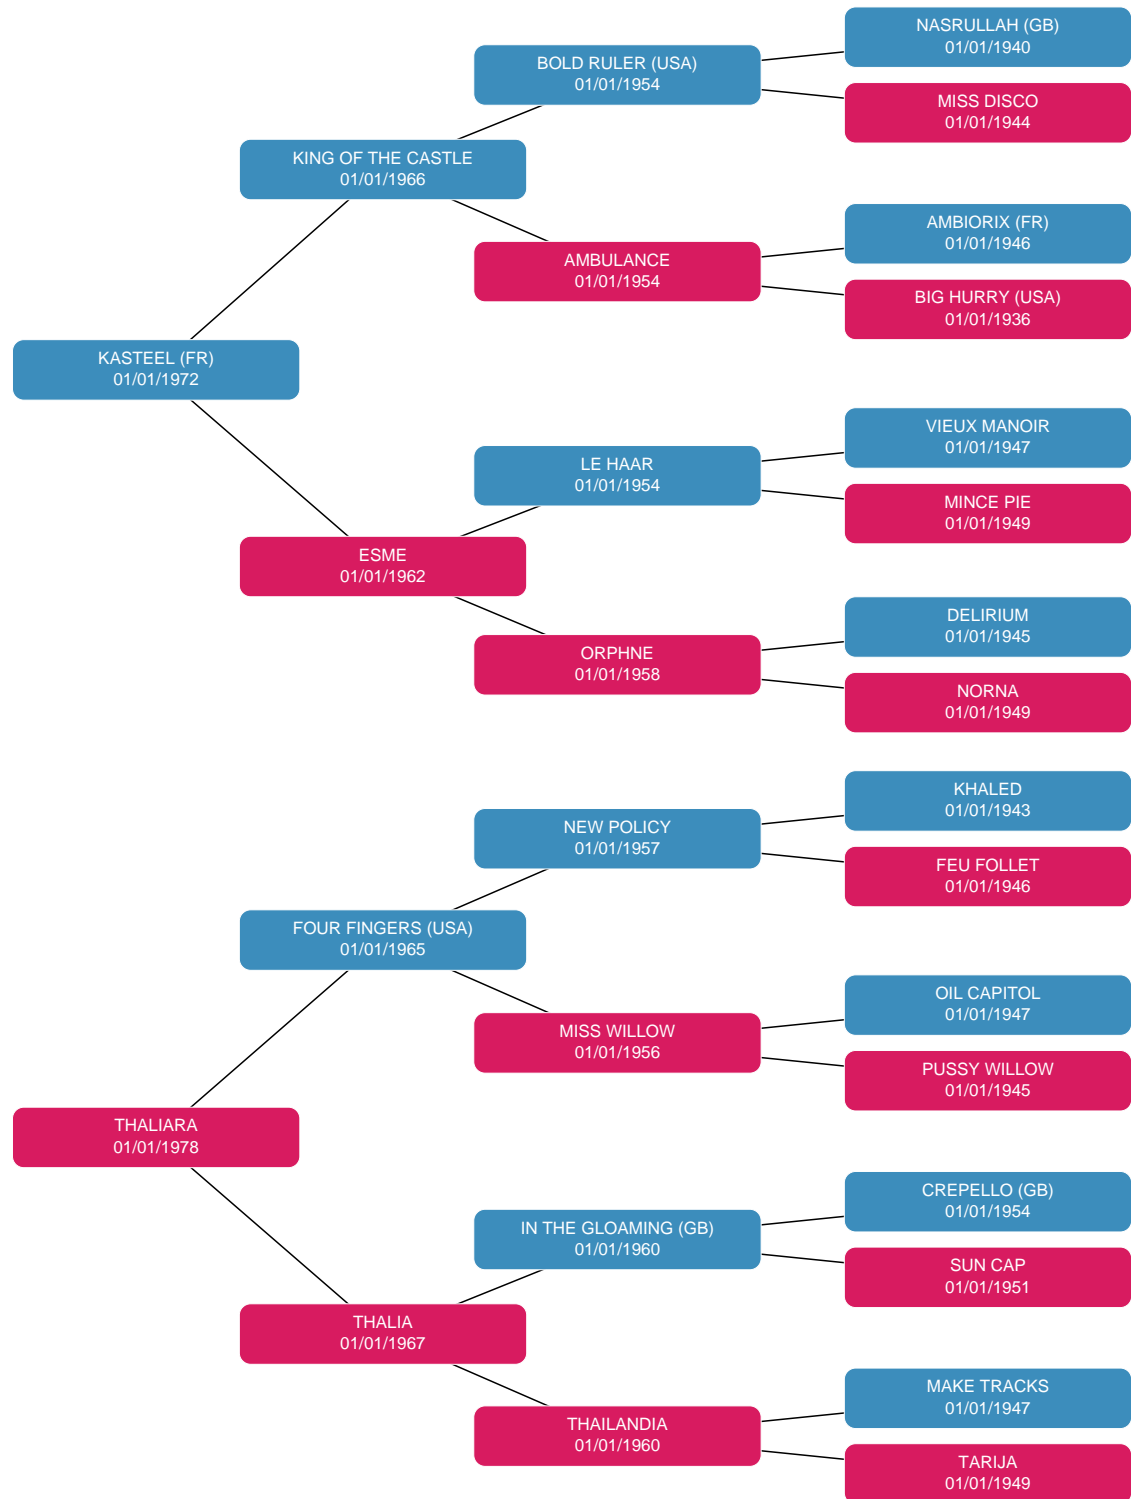 NASRULLAH (GB)
01/01/1940
BOLD RULER (USA)
01/01/1954
MISS DISCO
01/01/1944
KING OF THE CASTLE
01/01/1966
AMBIORIX (FR)
01/01/1946
AMBULANCE
01/01/1954
BIG HURRY (USA)
01/01/1936
KASTEEL (FR)
01/01/1972
VIEUX MANOIR
01/01/1947
LE HAAR
01/01/1954
MINCE PIE
01/01/1949
ESME
01/01/1962
DELIRIUM
01/01/1945
ORPHNE
01/01/1958
NORNA
01/01/1949
KHALED
01/01/1943
NEW POLICY
01/01/1957
FEU FOLLET
01/01/1946
FOUR FINGERS (USA)
01/01/1965
OIL CAPITOL
01/01/1947
MISS WILLOW
01/01/1956
PUSSY WILLOW
01/01/1945
THALIARA
01/01/1978
CREPELLO (GB)
01/01/1954
IN THE GLOAMING (GB)
01/01/1960
SUN CAP
01/01/1951
THALIA
01/01/1967
MAKE TRACKS
01/01/1947
THAILANDIA
01/01/1960
TARIJA
01/01/1949